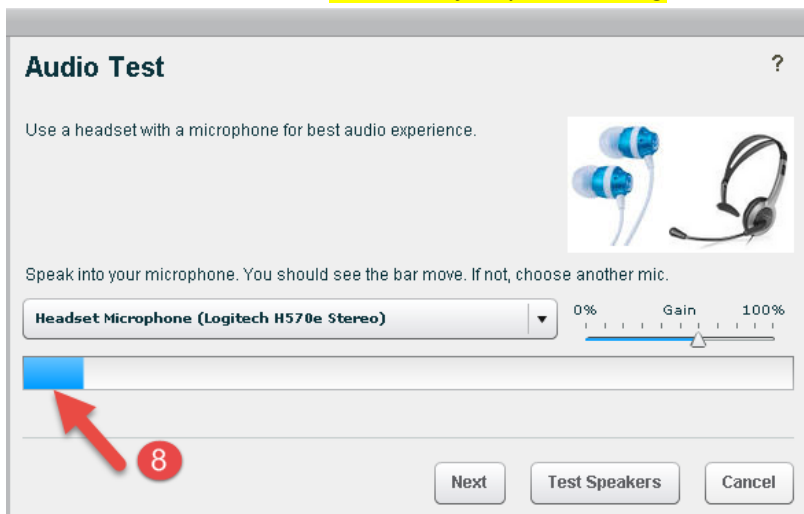 Audio Test
?
Use a headset with a microphone for best audio experience.
Speak into your microphone. You should see the bar move. If not, choose another mic.
Headset Microphone (Logitech H570e Stereo)
0% Gain 100%
8
Next Test Speakers Cancel